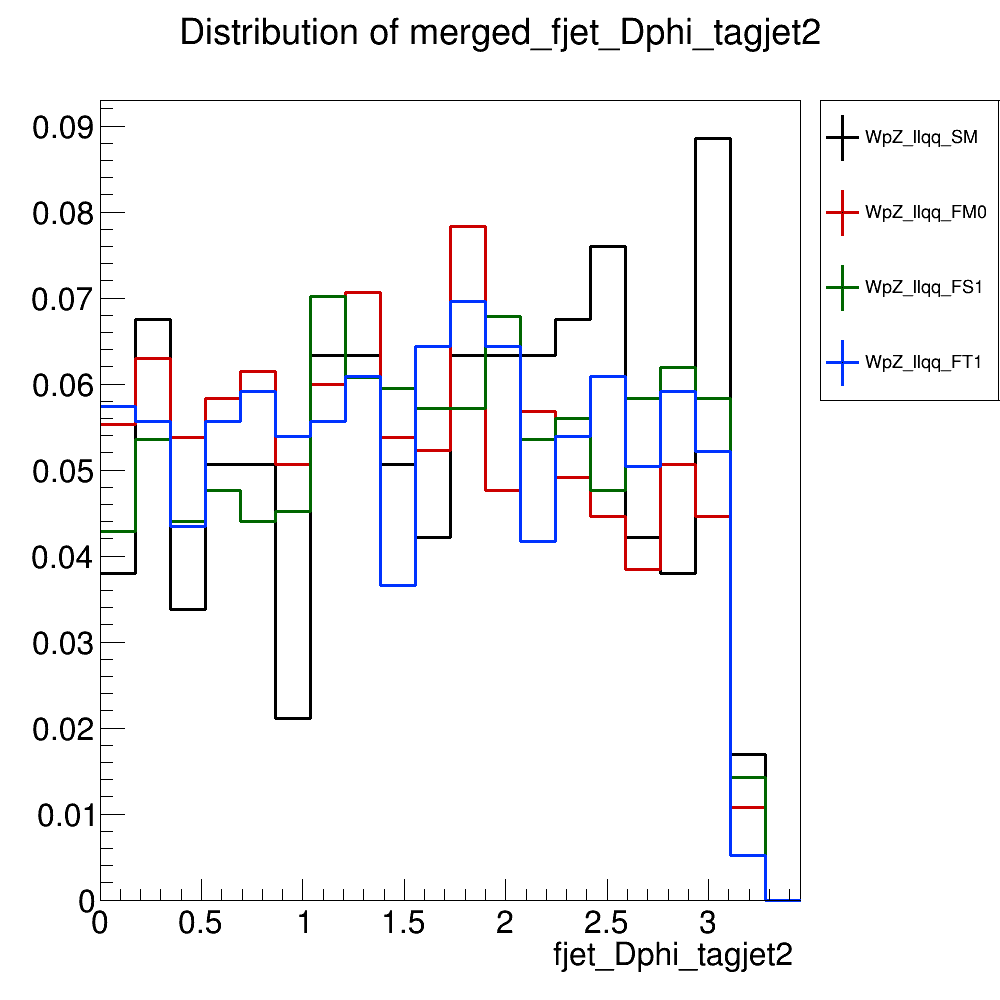 Distribution of merged_fjet_Dphi_tagjet2
0.09
0.08
0.07
0.06
0.05
0.04
0.03
0.02
0.01
0
0 0.5 1 1.5 2 2.5 3
fjet_Dphi_tagjet2
WpZ_llqq_SM
WpZ_llqq_FM0
WpZ_llqq_FS1
WpZ_llqq_FT1